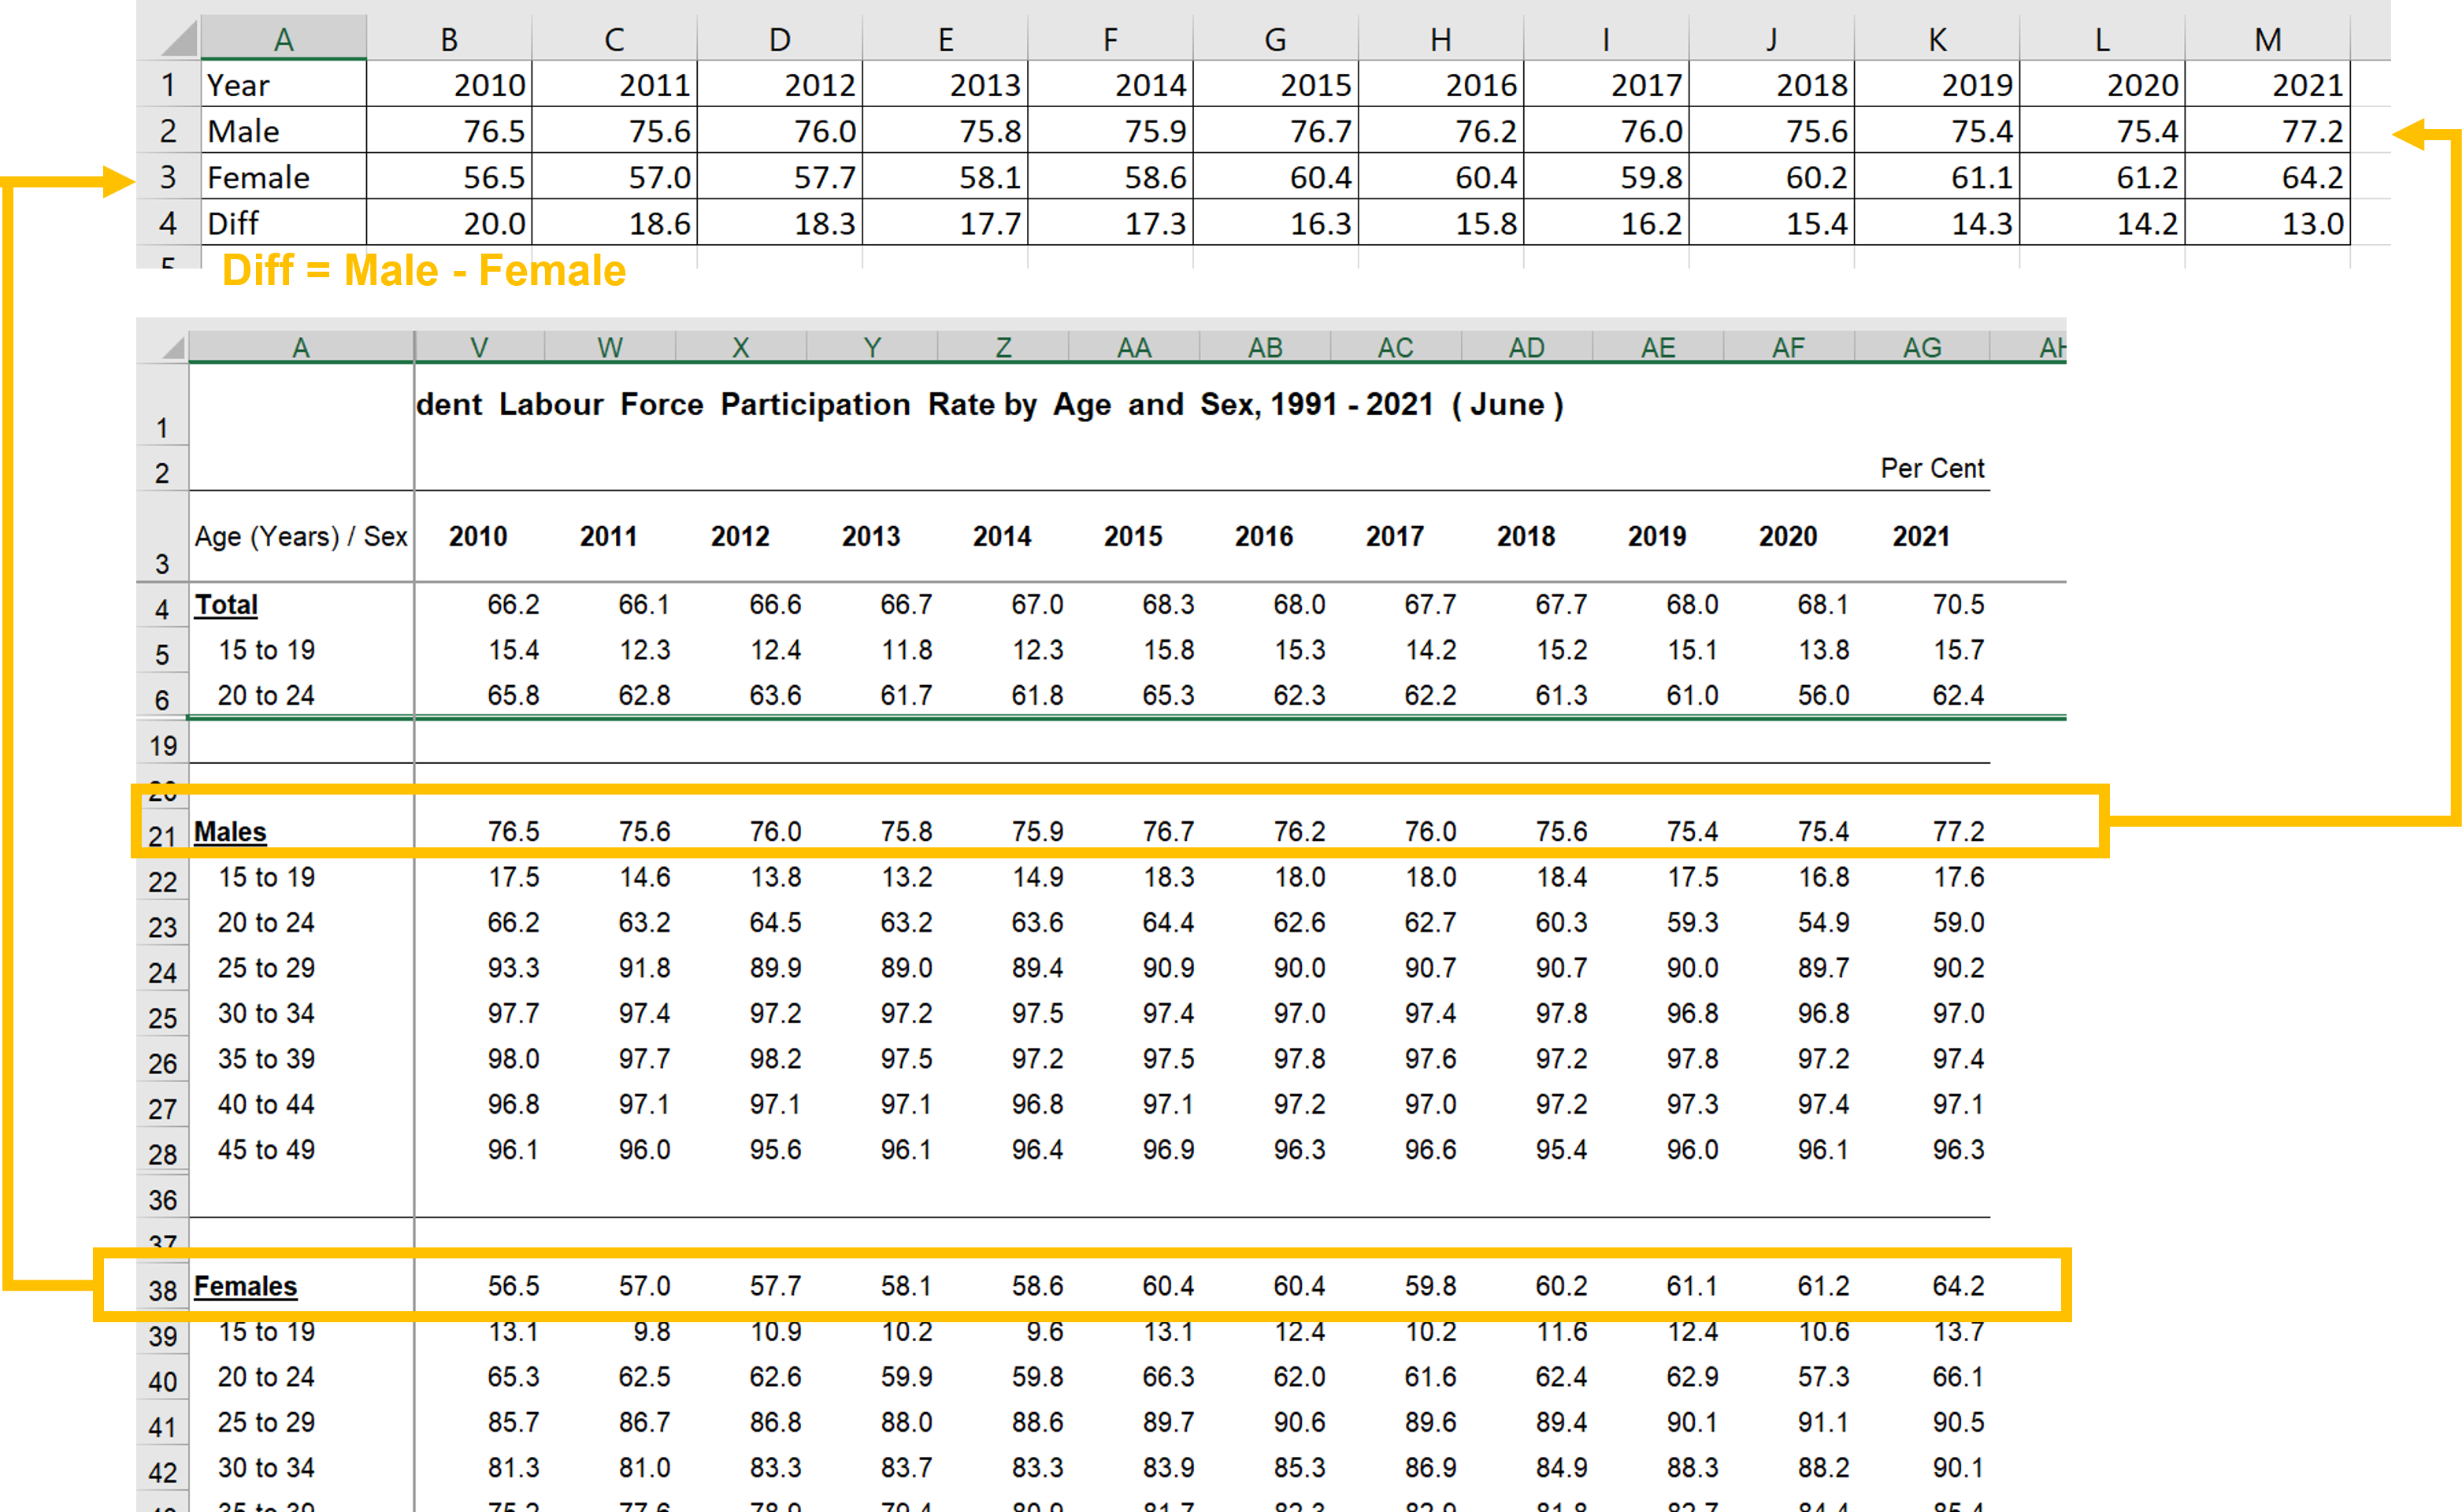 A B C D E F G H I J K L M
1 Year 2010 2011 2012 2013 2014 2015 2016 2017 2018 2019 2020 2021
2 Male 76.5 75.6 76.0 75.8 75.9 76.7 76.2 76.0 75.6 75.4 75.4 77.2
3 Female 56.5 57.0 57.7 58.1 58.6 60.4 60.4 59.8 60.2 61.1 61.2 64.2
4 Diff 20.0 18.6 18.3 17.7 17.3 16.3 15.8 16.2 15.4 14.3 14.2 13.0
5 Diff = Male - Female
A V W X Y Z AA AB AC AD AE AF AG AH
1 dent Labour Force Participation Rate by Age and Sex, 1991 - 2021 ( June )
2 Per Cent
3 Age (Years) / Sex 2010 2011 2012 2013 2014 2015 2016 2017 2018 2019 2020 2021
4 Total 66.2 66.1 66.6 66.7 67.0 68.3 68.0 67.7 67.7 68.0 68.1 70.5
5 15 to 19 15.4 12.3 12.4 11.8 12.3 15.8 15.3 14.2 15.2 15.1 13.8 15.7
6 20 to 24 65.8 62.8 63.6 61.7 61.8 65.3 62.3 62.2 61.3 61.0 56.0 62.4
19
20
21 Males 76.5 75.6 76.0 75.8 75.9 76.7 76.2 76.0 75.6 75.4 75.4 77.2
22 15 to 19 17.5 14.6 13.8 13.2 14.9 18.3 18.0 18.0 18.4 17.5 16.8 17.6
23 20 to 24 66.2 63.2 64.5 63.2 63.6 64.4 62.6 62.7 60.3 59.3 54.9 59.0
24 25 to 29 93.3 91.8 89.9 89.0 89.4 90.9 90.0 90.7 90.7 90.0 89.7 90.2
25 30 to 34 97.7 97.4 97.2 97.2 97.5 97.4 97.0 97.4 97.8 96.8 96.8 97.0
26 35 to 39 98.0 97.7 98.2 97.5 97.2 97.5 97.8 97.6 97.2 97.8 97.2 97.4
27 40 to 44 96.8 97.1 97.1 97.1 96.8 97.1 97.2 97.0 97.2 97.3 97.4 97.1
28 45 to 49 96.1 96.0 95.6 96.1 96.4 96.9 96.3 96.6 95.4 96.0 96.1 96.3
36
37
38 Females 56.5 57.0 57.7 58.1 58.6 60.4 60.4 59.8 60.2 61.1 61.2 64.2
39 15 to 19 13.1 9.8 10.9 10.2 9.6 13.1 12.4 10.2 11.6 12.4 10.6 13.7
40 20 to 24 65.3 62.5 62.6 59.9 59.8 66.3 62.0 61.6 62.4 62.9 57.3 66.1
41 25 to 29 85.7 86.7 86.8 88.0 88.6 89.7 90.6 89.6 89.4 90.1 91.1 90.5
42 30 to 34 81.3 81.0 83.3 83.7 83.3 83.9 85.3 86.9 84.9 88.3 88.2 90.1